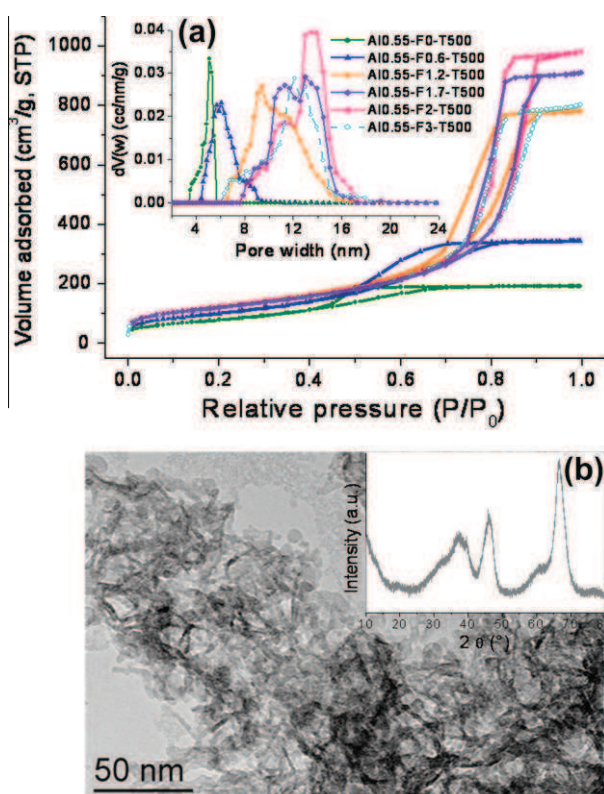 (a)
Al0.55-F0-T500
Al0.55-F0.6-T500
Al0.55-F1.2-T500
Al0.55-F1.7-T500
Al0.55-F2-T500
Al0.55-F3-T500
0.04
0.03
0.02
0.01
0.00
dV(w) (cc/nm/g)
4 8 12 16 20 24
Pore width (nm)
1000
800
600
400
200
0
Volume adsorbed (cm³/g, STP)
0.0 0.2 0.4 0.6 0.8 1.0
Relative pressure (P/P₀)
(b)
Intensity (a.u.)
10 20 30 40 50 60 70
2 θ (°)
50 nm